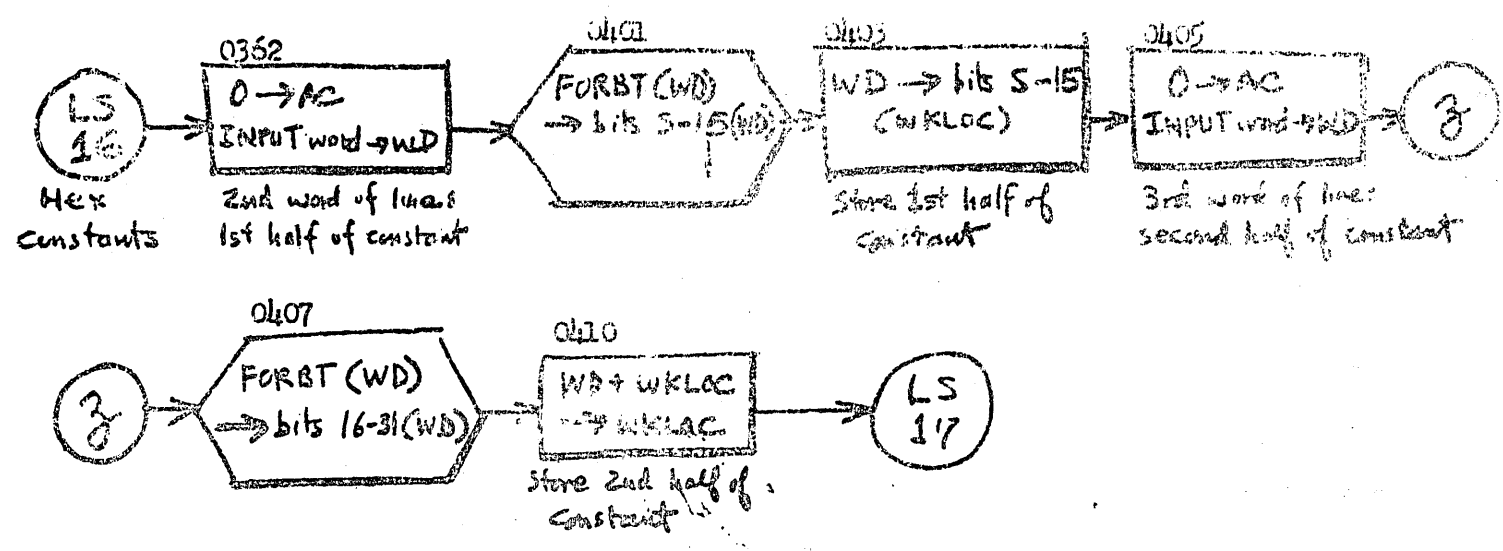 0362
0401
0403
0405
LS
16
0 → AC
INPUT word → WD
FORBT (WD)
→ bits S-15 (WD)
WD → bits S-15
(WKLOC)
0 → AC
INPUT word → WD
z
Hex
constants
2nd word of line:
1st half of constant
Store 1st half of
constant
3rd word of line:
second half of constant
0407
0410
z
FORBT (WD)
→ bits 16-31 (WD)
WD + WKLOC
→ WKLOC
LS
17
Store 2nd half of
constant